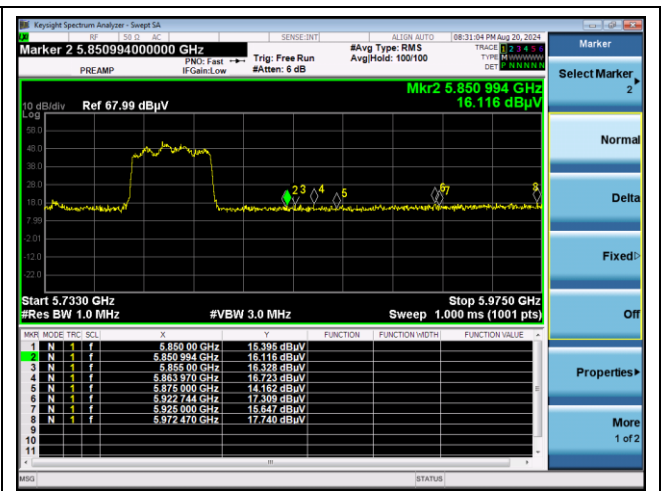 Keysight Spectrum Analyzer - Swept SA
RF 50 Ω AC SENSE:INT ALIGN AUTO 08:31:04 PM Aug 20, 2024
Marker 2 5.850994000000 GHz
PREAMP
PNO: Fast
IFGain:Low
Trig: Free Run
#Atten: 6 dB
#Avg Type: RMS
Avg|Hold: 100/100
TRACE 1 2 3 4 5 6
TYPE M WWWWW
DET P N N N N N
Mkr2 5.850 994 GHz
16.116 dBµV
10 dB/div Ref 67.99 dBµV
Log
58.0
48.0
38.0
28.0
18.0
7.99
-2.01
-12.0
-22.0
2 3 4 5 6 7 8
Start 5.7330 GHz Stop 5.9750 GHz
#Res BW 1.0 MHz #VBW 3.0 MHz Sweep 1.000 ms (1001 pts)
MKR MODE TRC SCL X Y FUNCTION FUNCTION WIDTH FUNCTION VALUE
1 N 1 f 5.850 00 GHz 15.395 dBµV
2 N 1 f 5.850 994 GHz 16.116 dBµV
3 N 1 f 5.855 00 GHz 16.328 dBµV
4 N 1 f 5.863 970 GHz 16.723 dBµV
5 N 1 f 5.875 000 GHz 14.162 dBµV
6 N 1 f 5.922 744 GHz 17.309 dBµV
7 N 1 f 5.925 000 GHz 15.647 dBµV
8 N 1 f 5.972 470 GHz 17.740 dBµV
9
10
11
MSG STATUS
Marker
Select Marker
2
Normal
Delta
Fixed
Off
Properties
More
1 of 2